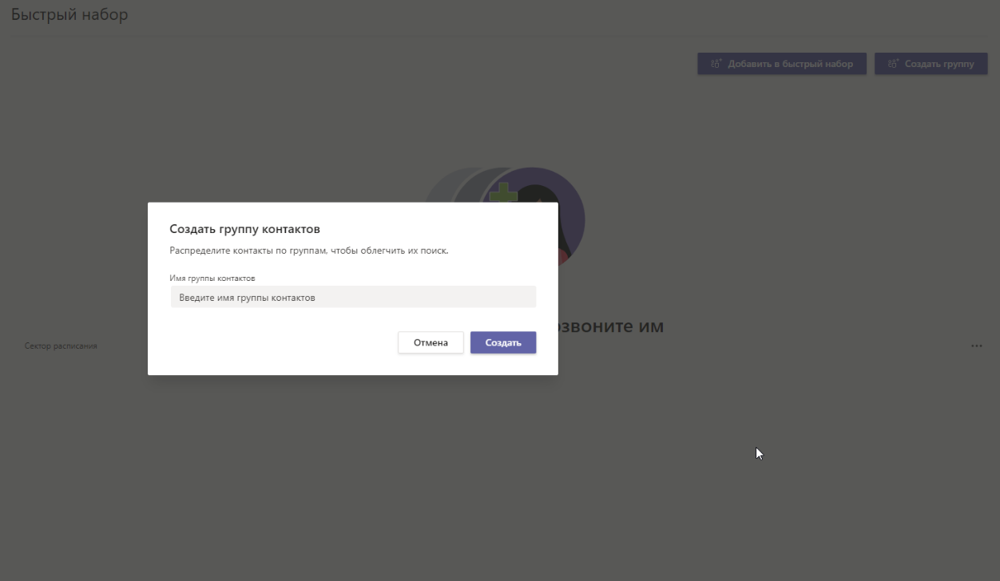 Быстрый набор
Добавить в быстрый набор
Создать группу
Создать группу контактов
Распределите контакты по группам, чтобы облегчить их поиск.
Имя группы контактов
Введите имя группы контактов
Отмена
Создать
им
Сектор расписания
...